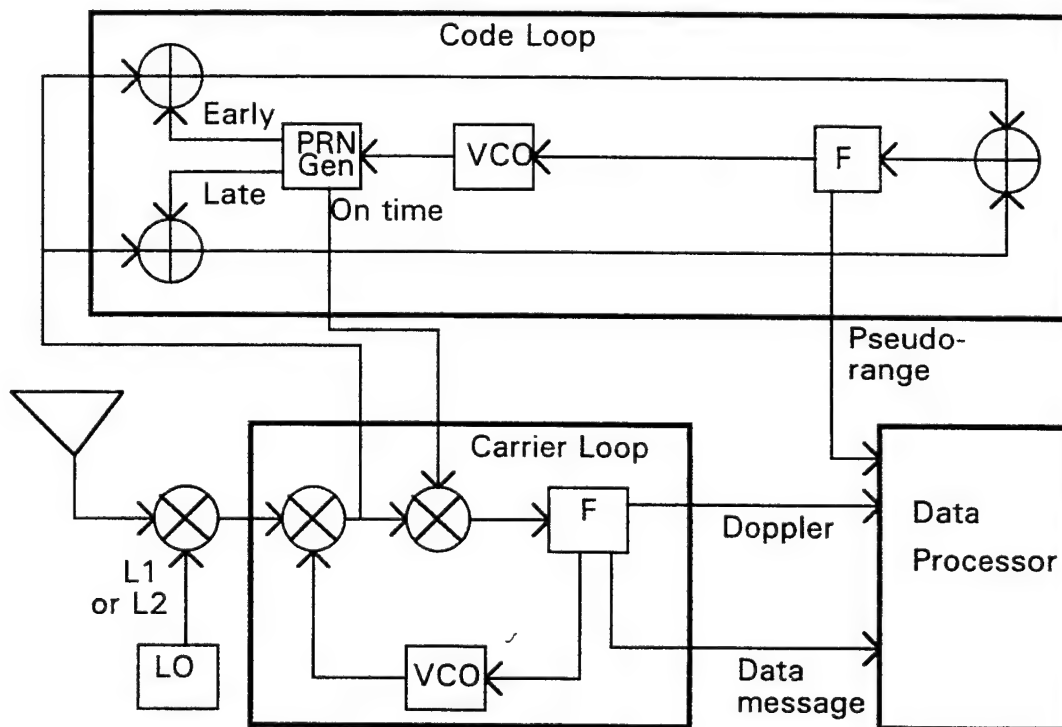 Code Loop
Early
PRN
Gen
VCO
F
Late
On time
Pseudo-
range
Carrier Loop
F
Doppler
Data
Processor
L1
or L2
LO
VCO
Data
message